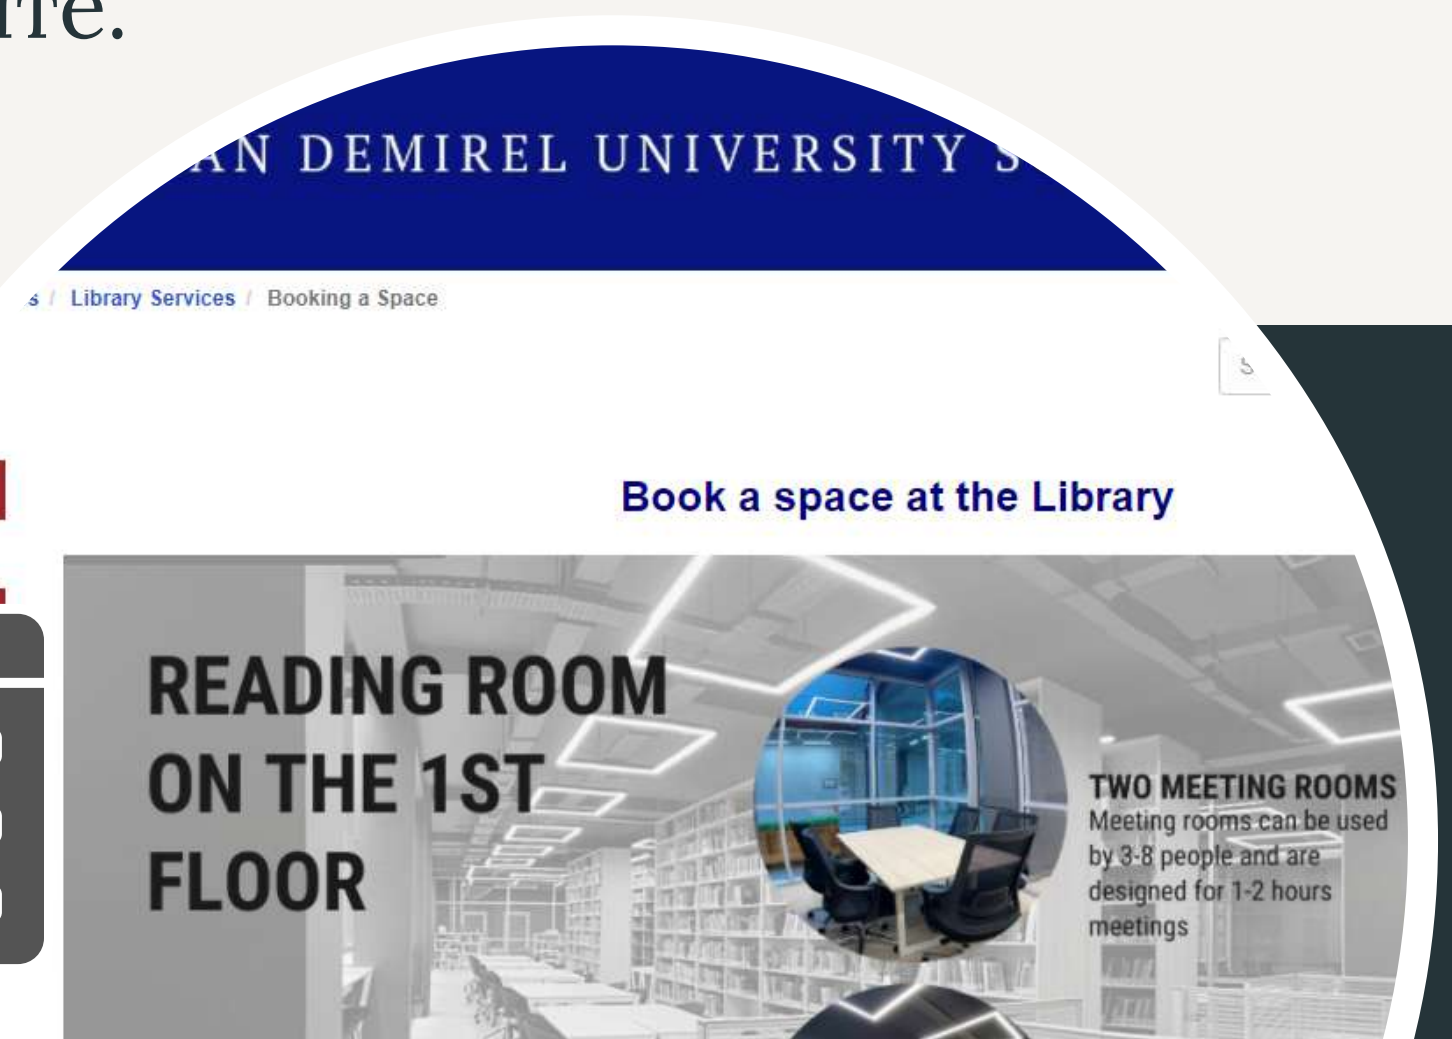 AN DEMIREL UNIVERSITY S
Library Services / Booking a Space
Book a space at the Library
READING ROOM
ON THE 1ST
FLOOR
TWO MEETING ROOMS
Meeting rooms can be used
by 3-8 people and are
designed for 1-2 hours
meetings